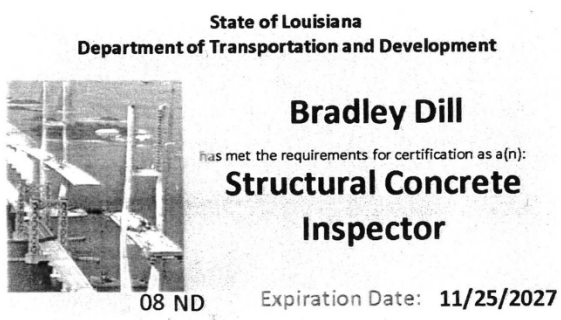 State of Louisiana
Department of Transportation and Development
Bradley Dill
has met the requirements for certification as a(n):
Structural Concrete
Inspector
08 ND
Expiration Date: 11/25/2027